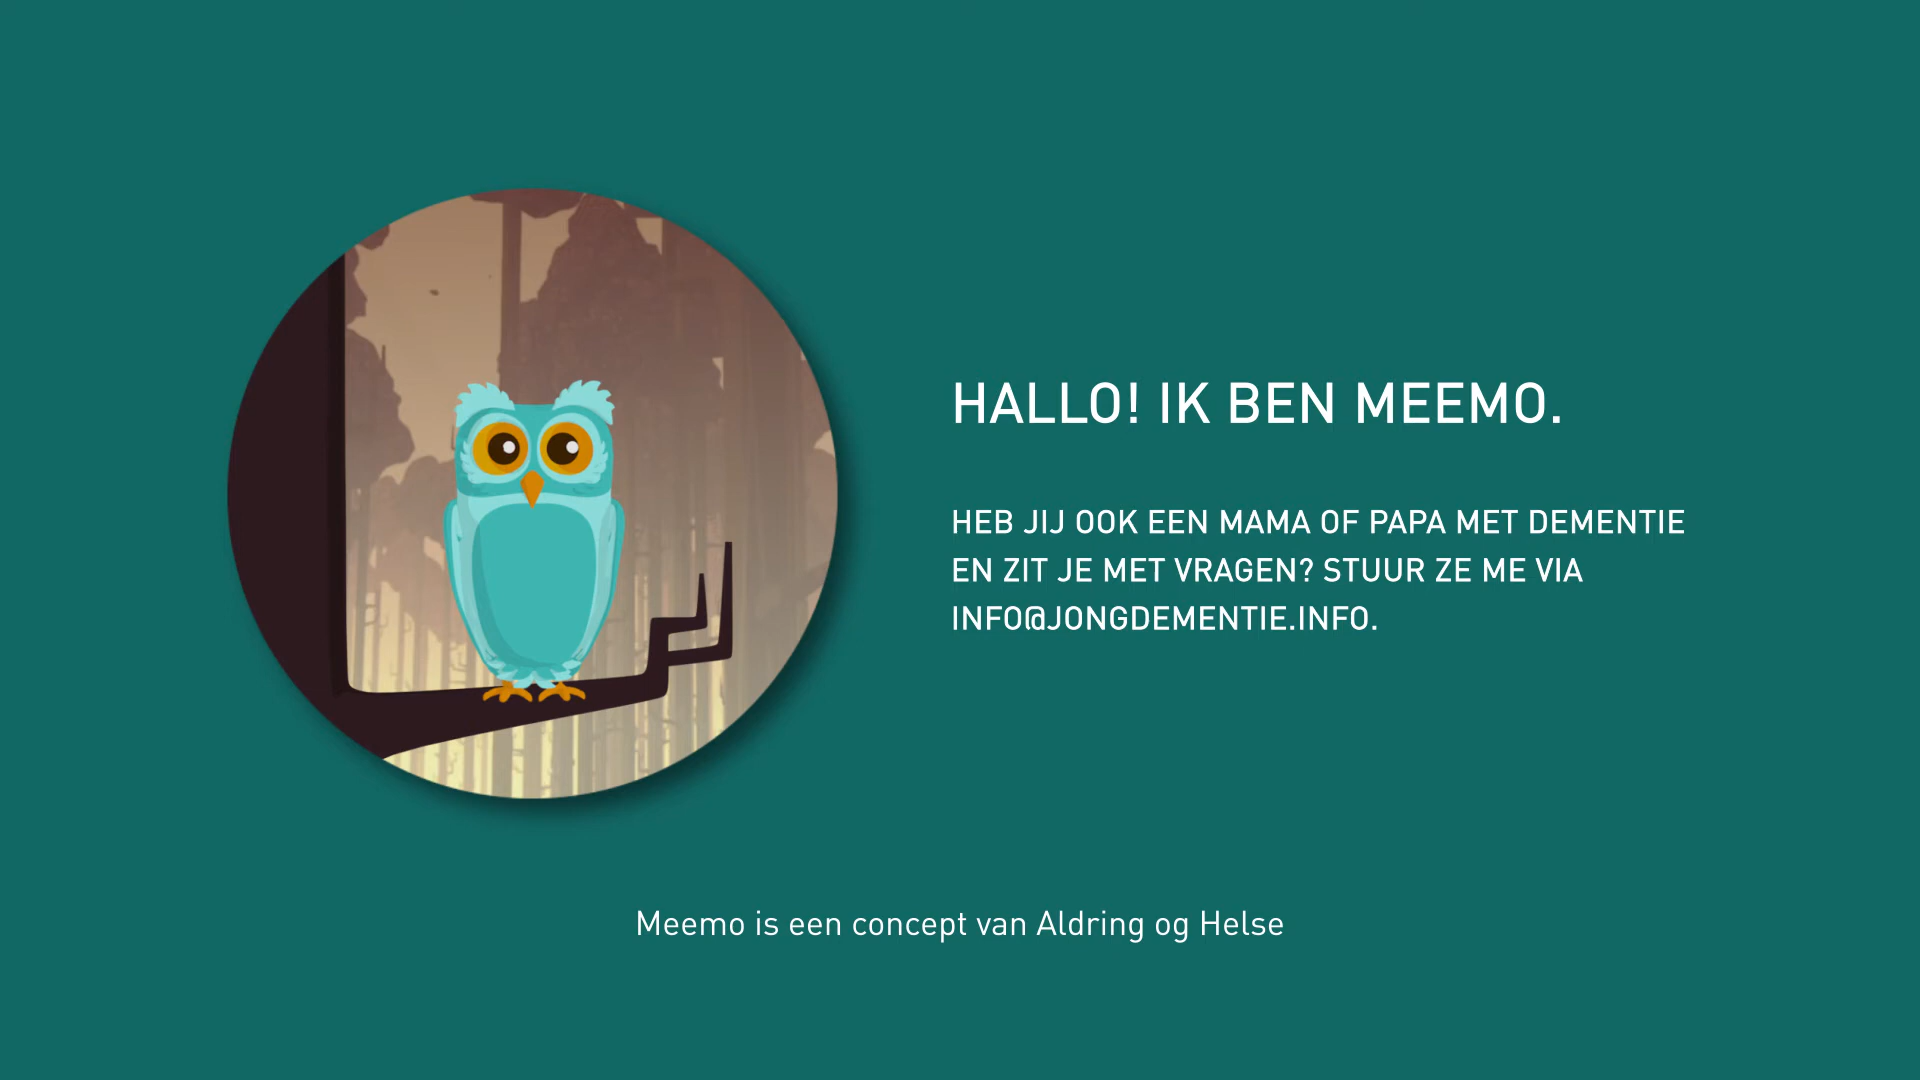 HALLO! IK BEN MEEMO.
HEB JIJ OOK EEN MAMA OF PAPA MET DEMENTIE
EN ZIT JE MET VRAGEN? STUUR ZE ME VIA
INFO@JONGDEMENTIE.INFO.
Meemo is een concept van Aldring og Helse